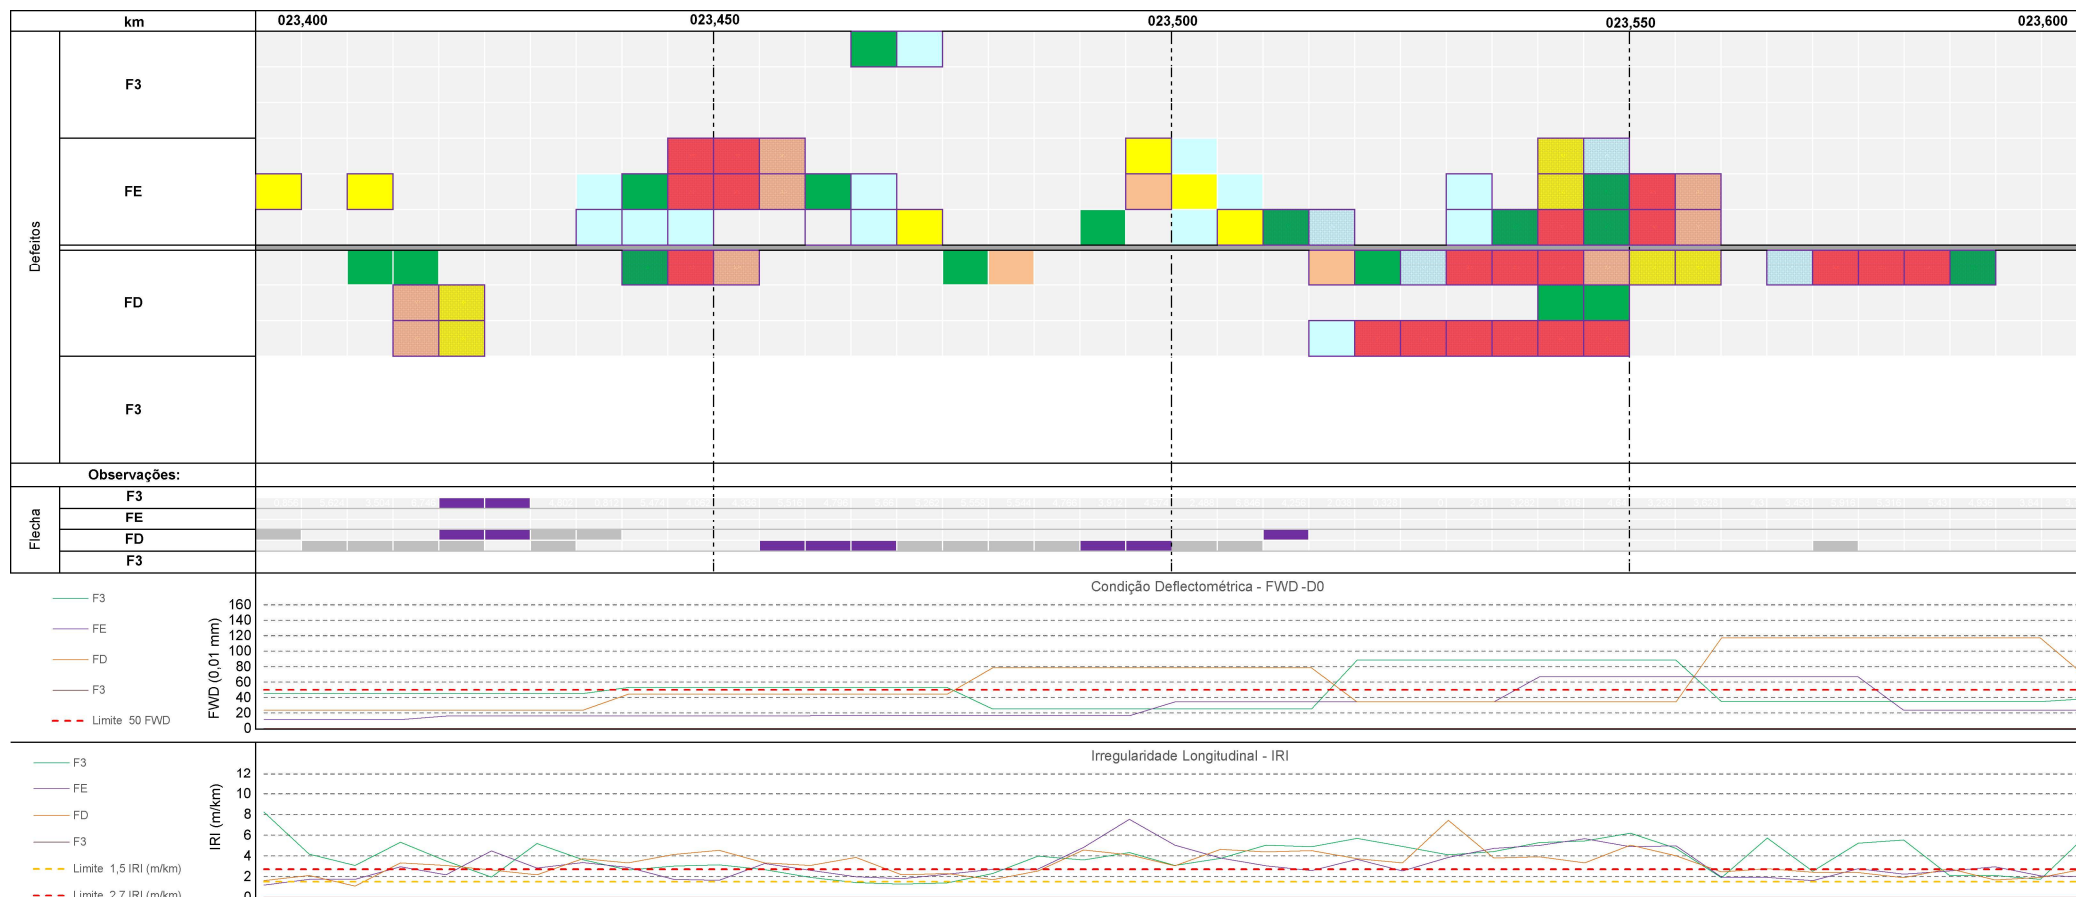 km 023,400 023,450 023,500 023,550 023,600
Defeitos
F3
FE
FD
F3
Observações:
Flecha
F3
FE
FD
F3
Condição Deflectométrica - FWD -D0
F3
FE
FD
F3
Limite 50 FWD
FWD (0,01 mm)
160
140
120
100
80
60
40
20
0
Irregularidade Longitudinal - IRI
F3
FE
FD
F3
Limite 1,5 IRI (m/km)
Limite 2,7 IRI (m/km)
IRI (m/km)
12
10
8
6
4
2
0